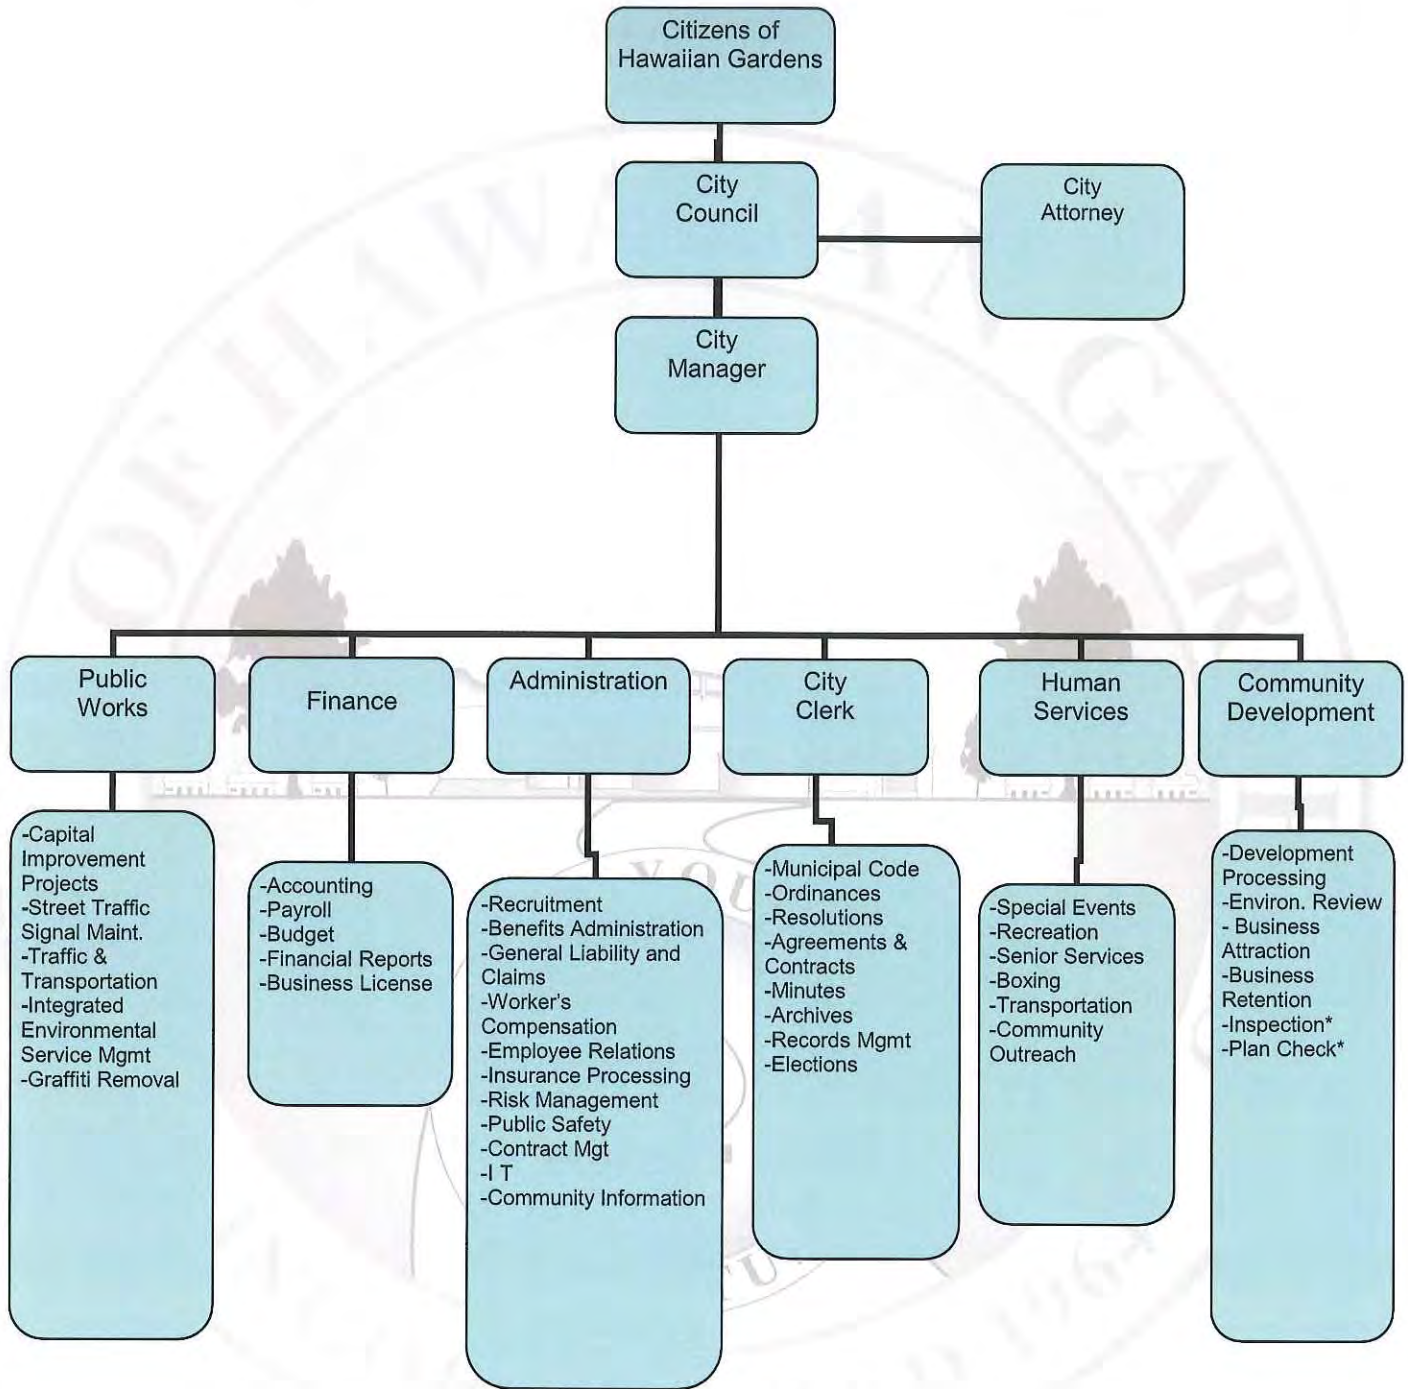 Citizens of
Hawaiian Gardens
City
Council
City
Attorney
City
Manager
Public
Works
Finance
Administration
City
Clerk
Human
Services
Community
Development
-Capital
Improvement
Projects
-Street Traffic
Signal Maint.
-Traffic &
Transportation
-Integrated
Environmental
Service Mgmt
-Graffiti Removal
-Accounting
-Payroll
-Budget
-Financial Reports
-Business License
-Recruitment
-Benefits Administration
-General Liability and
Claims
-Worker's
Compensation
-Employee Relations
-Insurance Processing
-Risk Management
-Public Safety
-Contract Mgt
-I T
-Community Information
-Municipal Code
-Ordinances
-Resolutions
-Agreements &
Contracts
-Minutes
-Archives
-Records Mgmt
-Elections
-Special Events
-Recreation
-Senior Services
-Boxing
-Transportation
-Community
Outreach
-Development
Processing
-Environ. Review
- Business
Attraction
-Business
Retention
-Inspection*
-Plan Check*